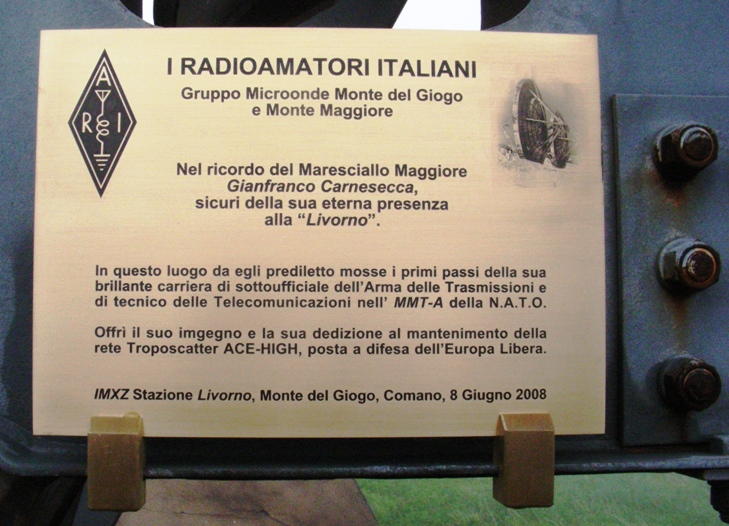 I RADIOAMATORI ITALIANI
Gruppo Microonde Monte del Giogo
e Monte Maggiore
A
R I
Nel ricordo del Maresciallo Maggiore
Gianfranco Carnesecca,
sicuri della sua eterna presenza
alla “Livorno”.
In questo luogo da egli prediletto mosse i primi passi della sua
brillante carriera di sottoufficiale dell'Arma delle Trasmissioni e
di tecnico delle Telecomunicazioni nell' MMT-A della N.A.T.O.
Offrì il suo imgegno e la sua dedizione al mantenimento della
rete Troposcatter ACE-HIGH, posta a difesa dell'Europa Libera.
IMXZ Stazione Livorno, Monte del Giogo, Comano, 8 Giugno 2008